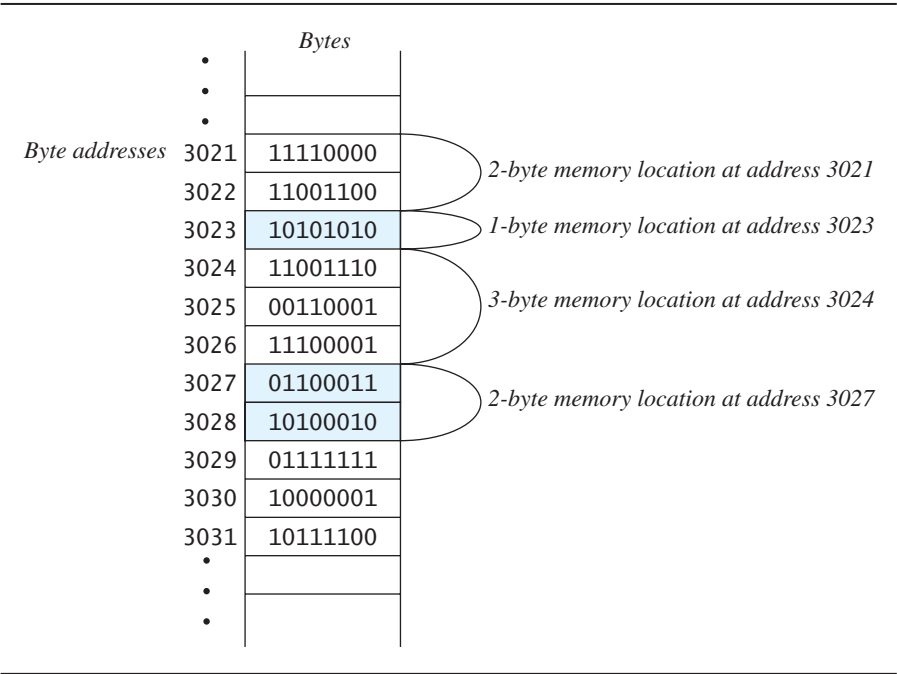 Bytes
Byte addresses 3021 11110000
2-byte memory location at address 3021
3022 11001100
3023 10101010 1-byte memory location at address 3023
3024 11001110
3025 00110001 3-byte memory location at address 3024
3026 11100001
3027 01100011
2-byte memory location at address 3027
3028 10100010
3029 01111111
3030 10000001
3031 10111100